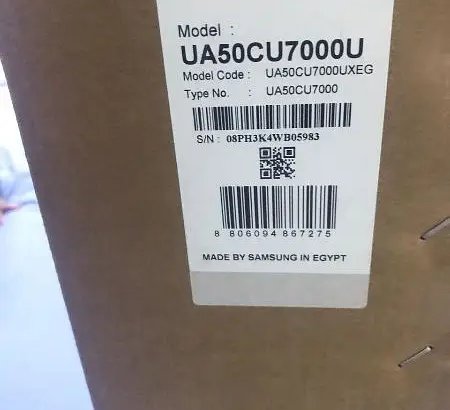 Model :
UA50CU7000U
Model Code : UA50CU7000UXEG
Type No. : UA50CU7000
S/N : 08PH3K4WB05983
8 806094 867275
MADE BY SAMSUNG IN EGYPT